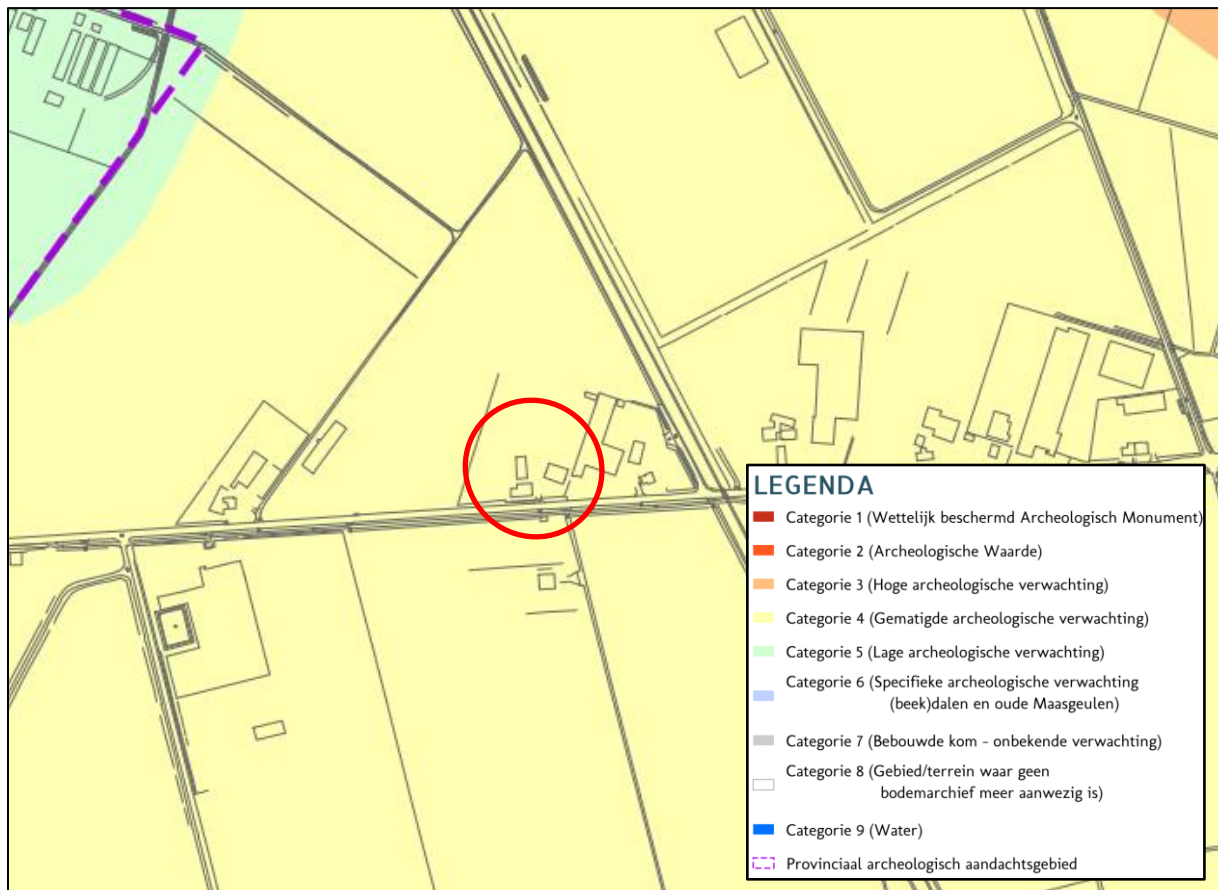 LEGENDA
Categorie 1 (Wettelijk beschermd Archeologisch Monument)
Categorie 2 (Archeologische Waarde)
Categorie 3 (Hoge archeologische verwachting)
Categorie 4 (Gematigde archeologische verwachting)
Categorie 5 (Lage archeologische verwachting)
Categorie 6 (Specifieke archeologische verwachting
(beek)dalen en oude Maasgeulen)
Categorie 7 (Bebouwde kom - onbekende verwachting)
Categorie 8 (Gebied/terrein waar geen
bodemarchief meer aanwezig is)
Categorie 9 (Water)
Provinciaal archeologisch aandachtsgebied